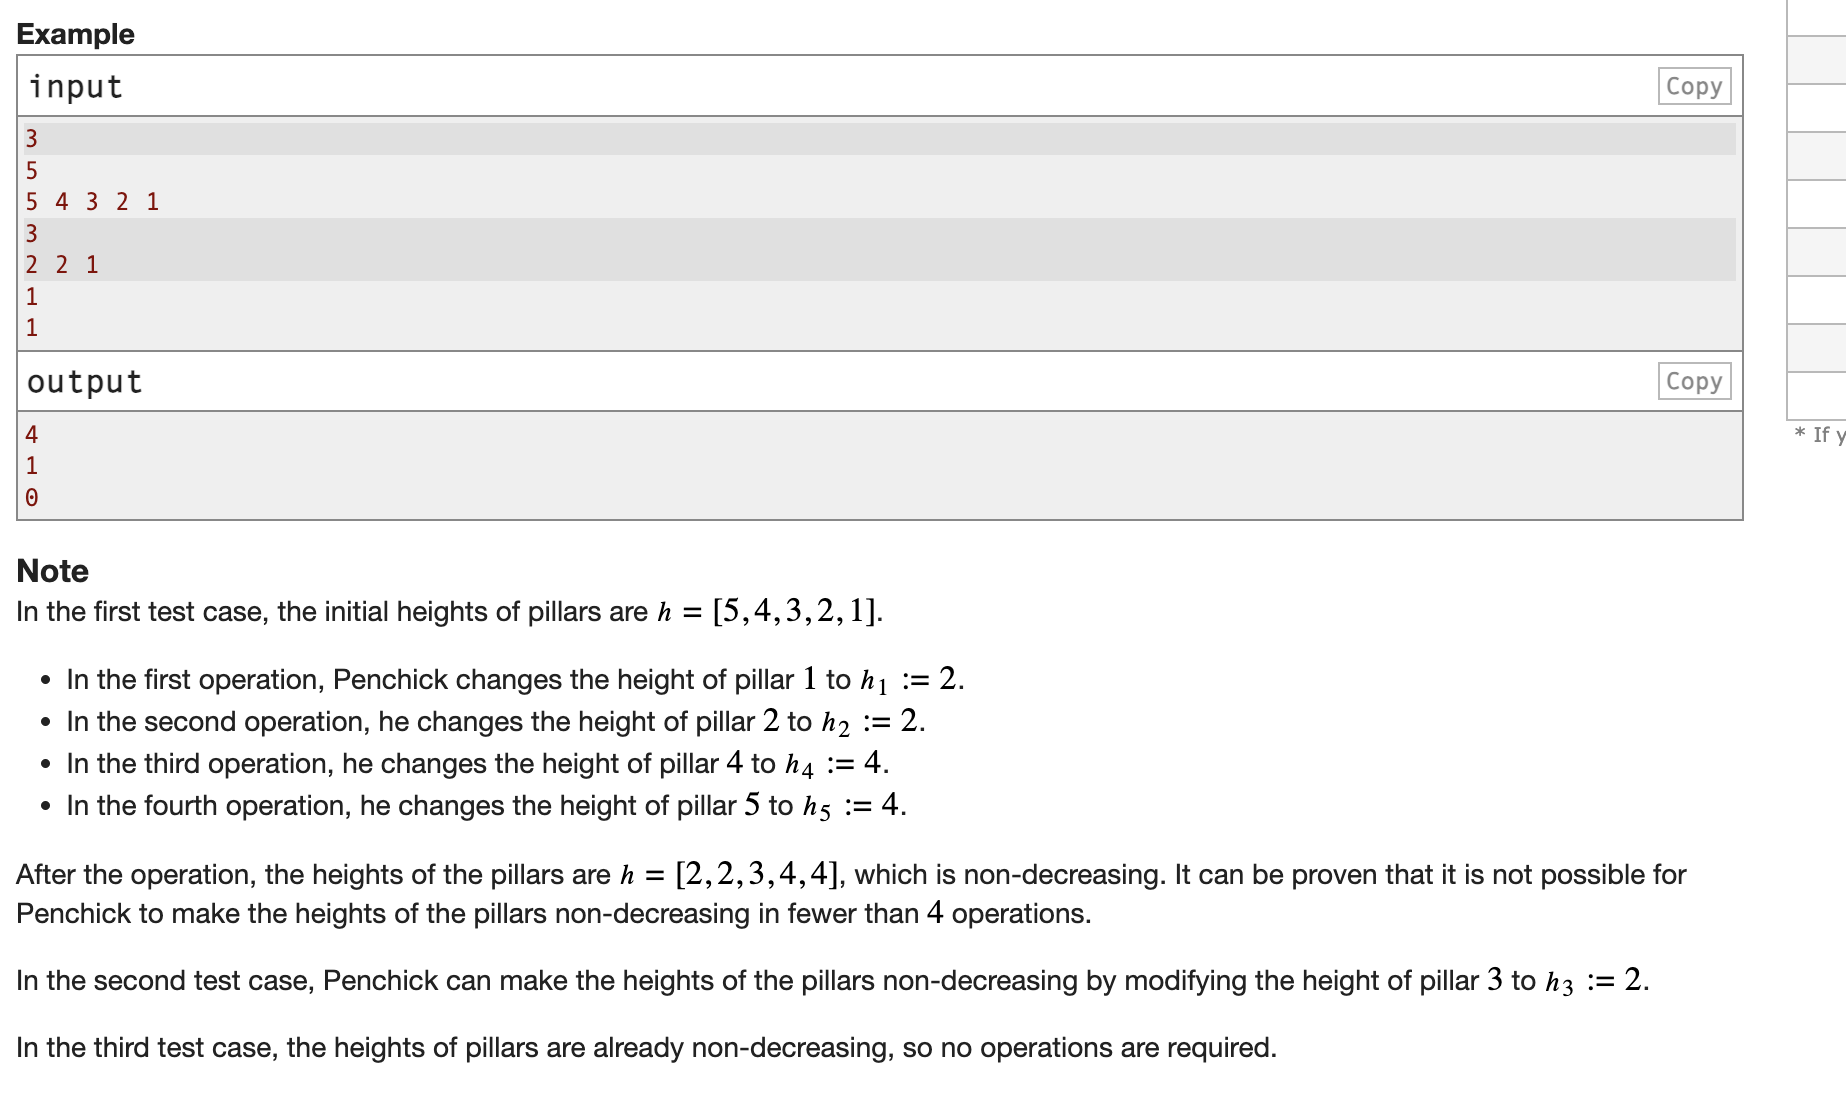 Example
input
Copy
3
5
5 4 3 2 1
3
2 2 1
1
1
output
Copy
4
1
0
* If y
Note
In the first test case, the initial heights of pillars are h = [5, 4, 3, 2, 1].
• In the first operation, Penchick changes the height of pillar 1 to h₁ := 2.
• In the second operation, he changes the height of pillar 2 to h₂ := 2.
• In the third operation, he changes the height of pillar 4 to h₄ := 4.
• In the fourth operation, he changes the height of pillar 5 to h₅ := 4.
After the operation, the heights of the pillars are h = [2, 2, 3, 4, 4], which is non-decreasing. It can be proven that it is not possible for
Penchick to make the heights of the pillars non-decreasing in fewer than 4 operations.
In the second test case, Penchick can make the heights of the pillars non-decreasing by modifying the height of pillar 3 to h₃ := 2.
In the third test case, the heights of pillars are already non-decreasing, so no operations are required.